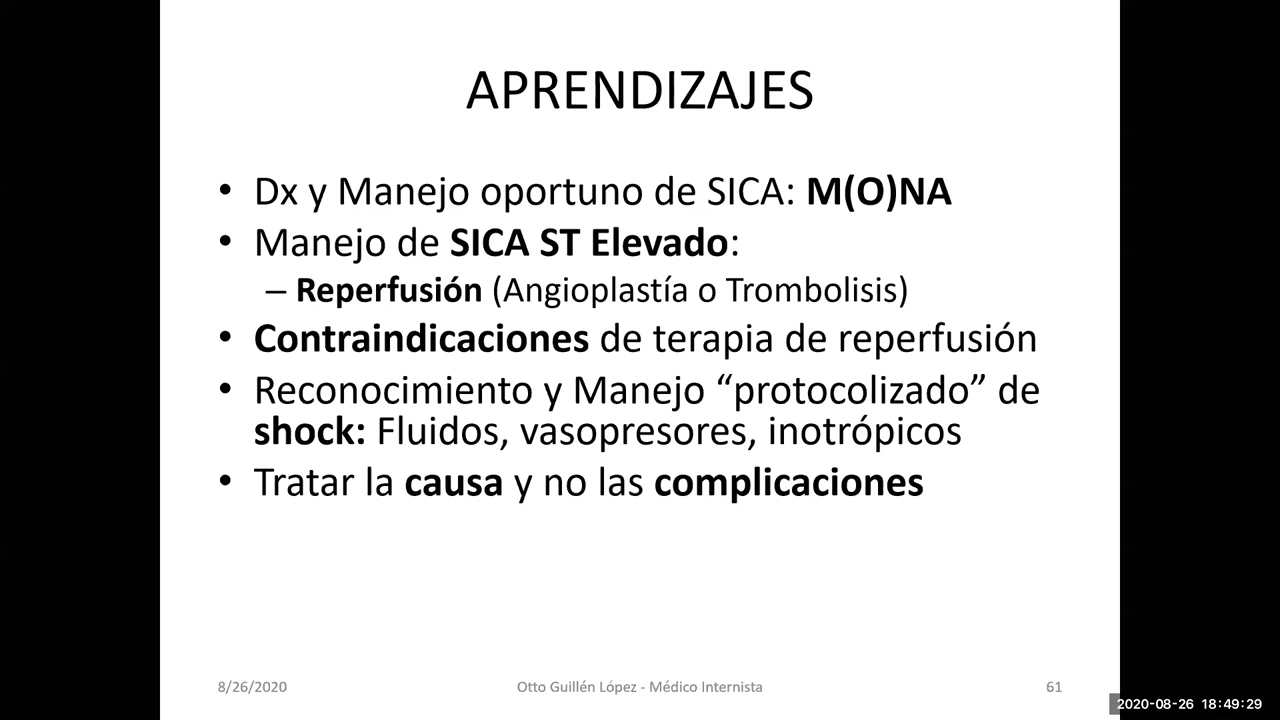 APRENDIZAJES
• Dx y Manejo oportuno de SICA: M(O)NA
• Manejo de SICA ST Elevado:
– Reperfusión (Angioplastía o Trombolisis)
• Contraindicaciones de terapia de reperfusión
• Reconocimiento y Manejo “protocolizado” de
shock: Fluidos, vasopresores, inotrópicos
• Tratar la causa y no las complicaciones
8/26/2020
Otto Guillén López - Médico Internista
61
2020-08-26 18:49:29